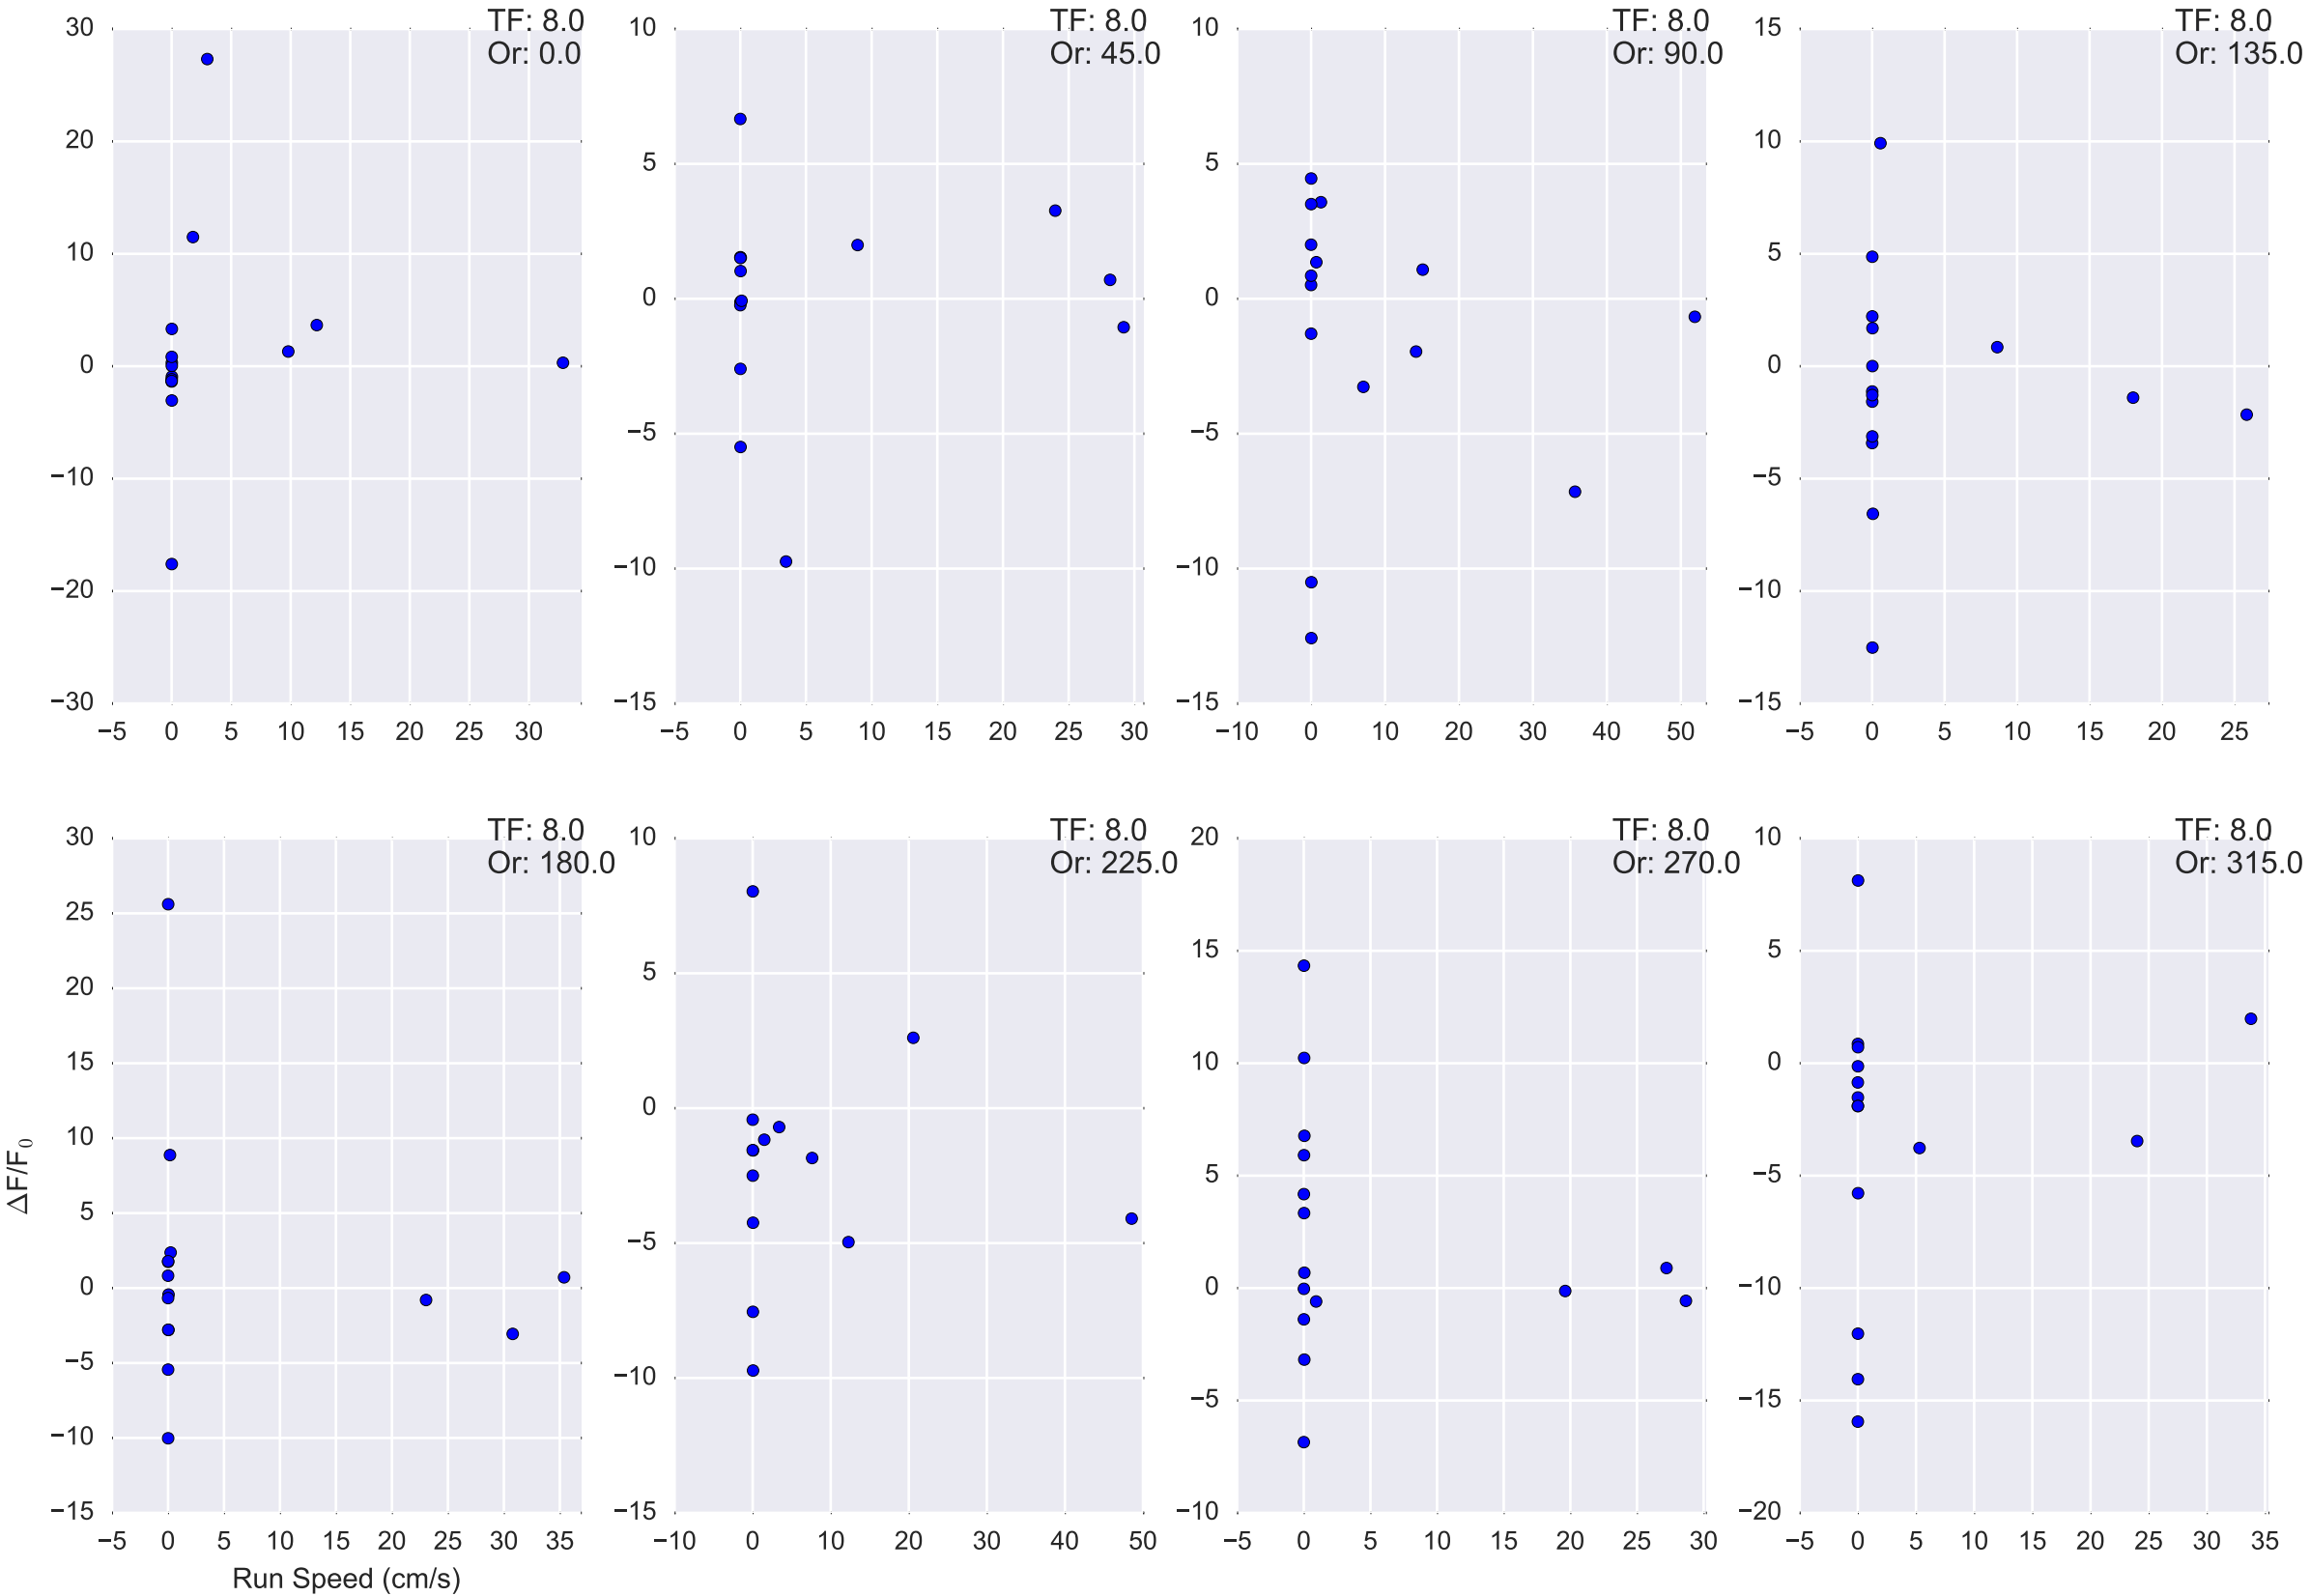 TF: 8.0
Or: 0.0
30
20
10
0
−10
−20
−30
−5 0 5 10 15 20 25 30
TF: 8.0
Or: 45.0
10
5
0
−5
−10
−15
−5 0 5 10 15 20 25 30
TF: 8.0
Or: 90.0
10
5
0
−5
−10
−15
−10 0 10 20 30 40 50
TF: 8.0
Or: 135.0
15
10
5
0
−5
−10
−15
−5 0 5 10 15 20 25
TF: 8.0
Or: 180.0
30
25
20
15
10
5
0
−5
−10
−15
−5 0 5 10 15 20 25 30 35
ΔF/F₀
Run Speed (cm/s)
TF: 8.0
Or: 225.0
10
5
0
−5
−10
−15
−10 0 10 20 30 40 50
TF: 8.0
Or: 270.0
20
15
10
5
0
−5
−10
−5 0 5 10 15 20 25 30
TF: 8.0
Or: 315.0
10
5
0
−5
−10
−15
−20
−5 0 5 10 15 20 25 30 35